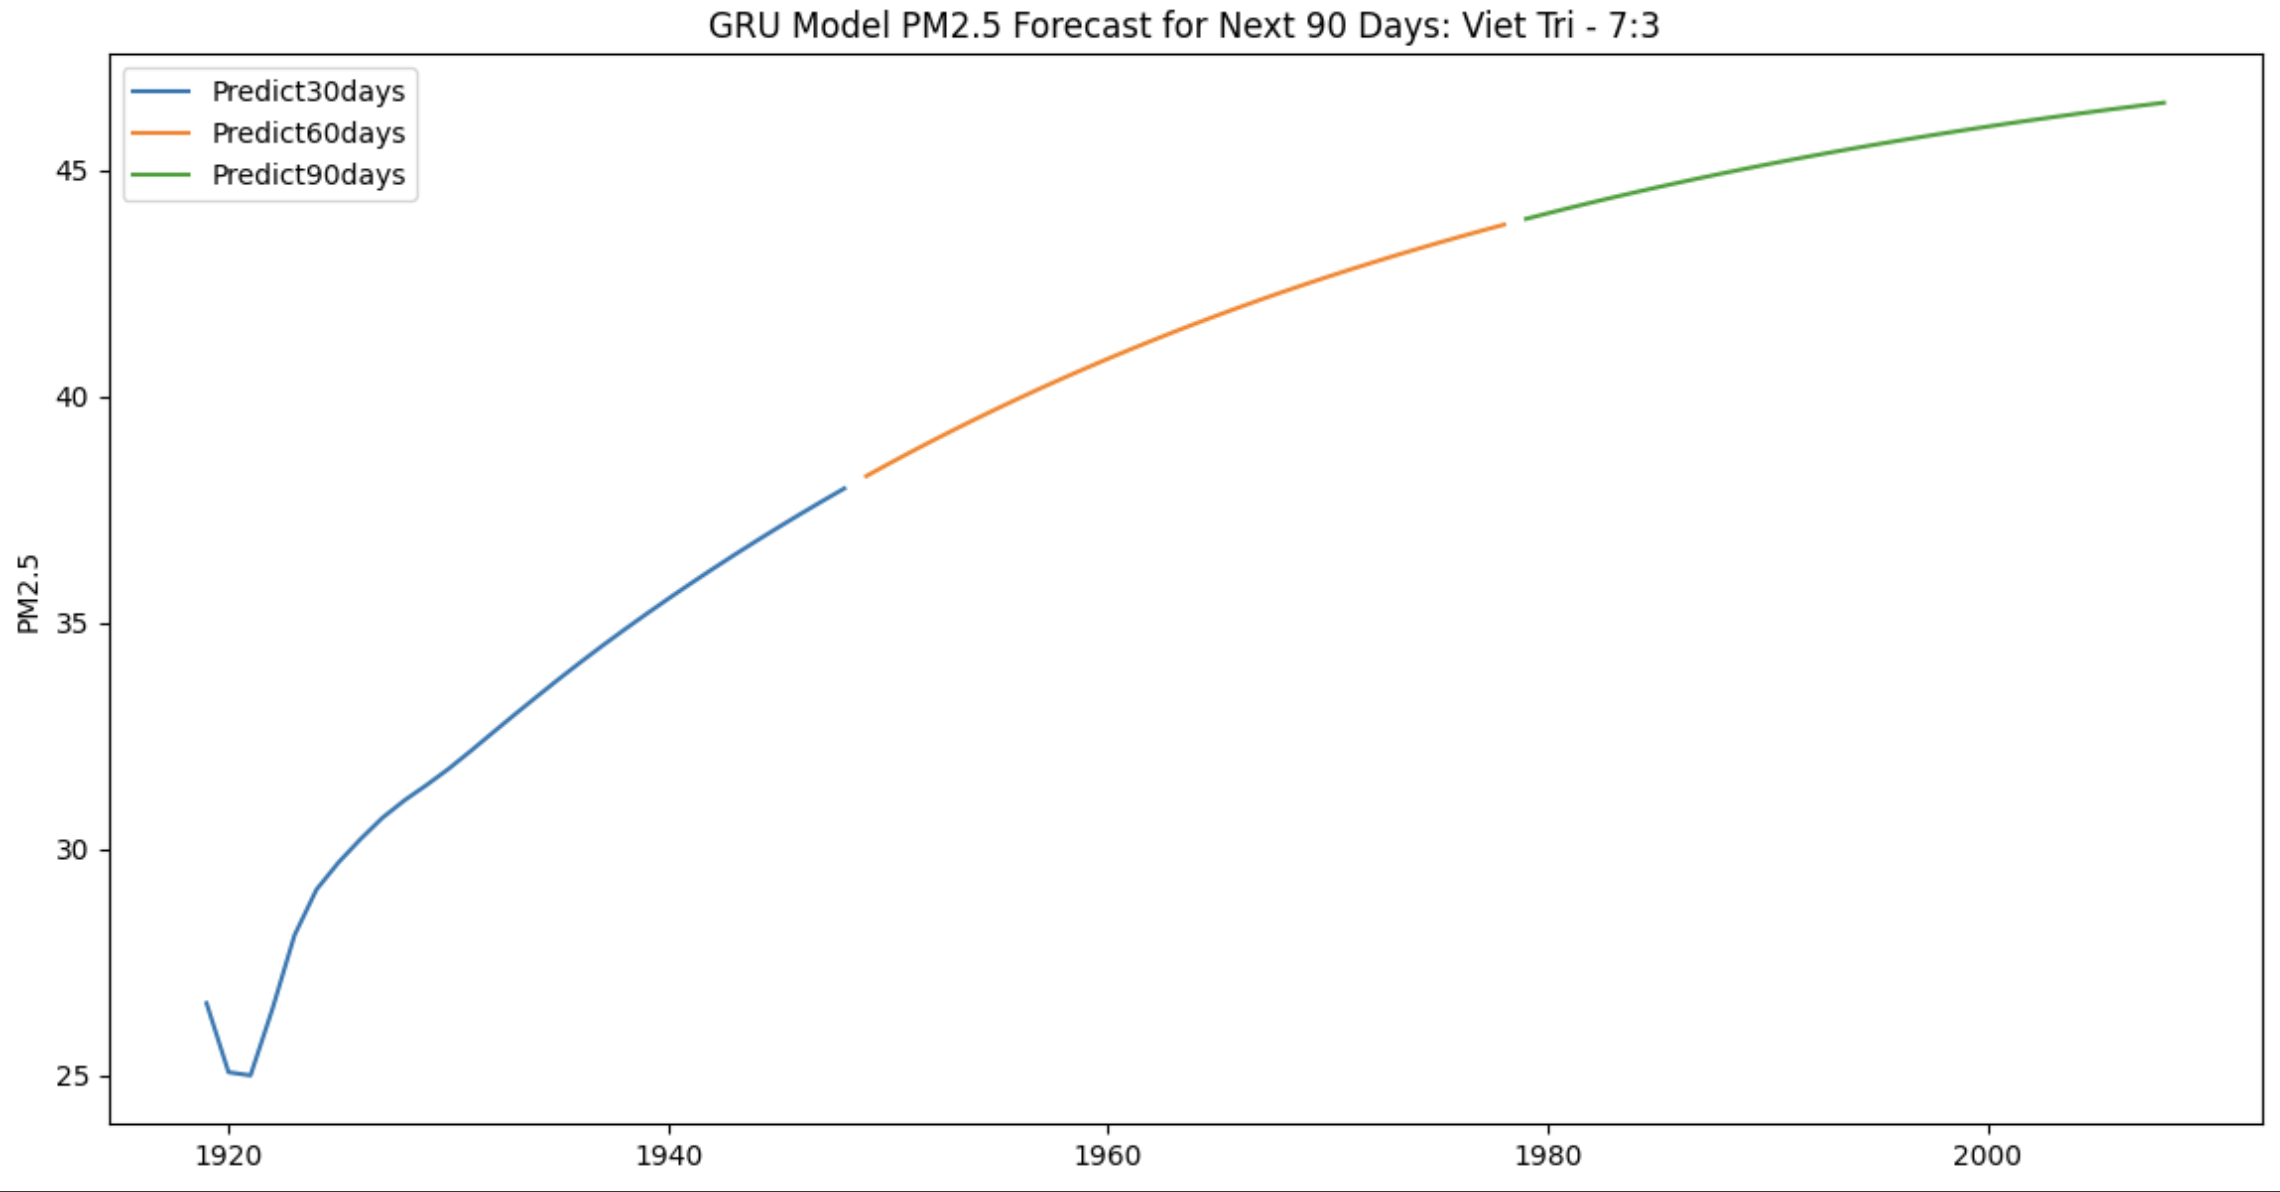 GRU Model PM2.5 Forecast for Next 90 Days: Viet Tri - 7:3
Predict30days
Predict60days
Predict90days
PM2.5
45
40
35
30
25
1920
1940
1960
1980
2000